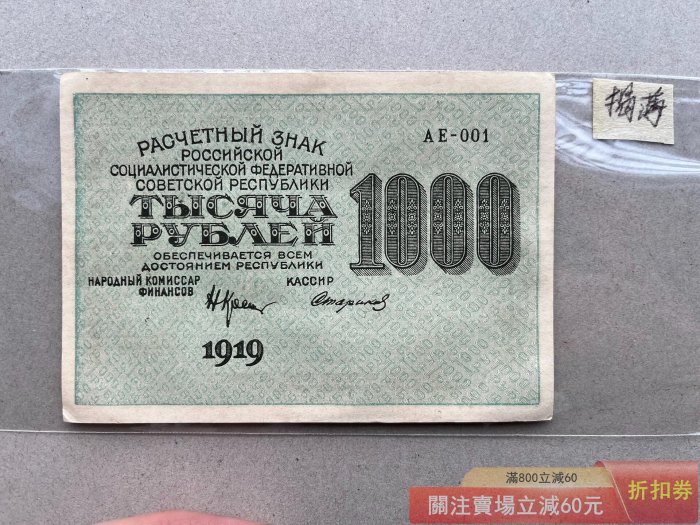 РАСЧЕТНЫЙ ЗНАК
РОССИЙСКОЙ
СОЦИАЛИСТИЧЕСКОЙ ФЕДЕРАТИВНОЙ
СОВЕТСКОЙ РЕСПУБЛИКИ
ТЫСЯЧА
РУБЛЕЙ
ОБЕСПЕЧИВАЕТСЯ ВСЕМ
ДОСТОЯНИЕМ РЕСПУБЛИКИ
НАРОДНЫЙ КОМИССАР
ФИНАНСОВ
КАССИР
Стариков
1919
АЕ-001
1000
滿800立減60
關注賣場立減60元
折扣券